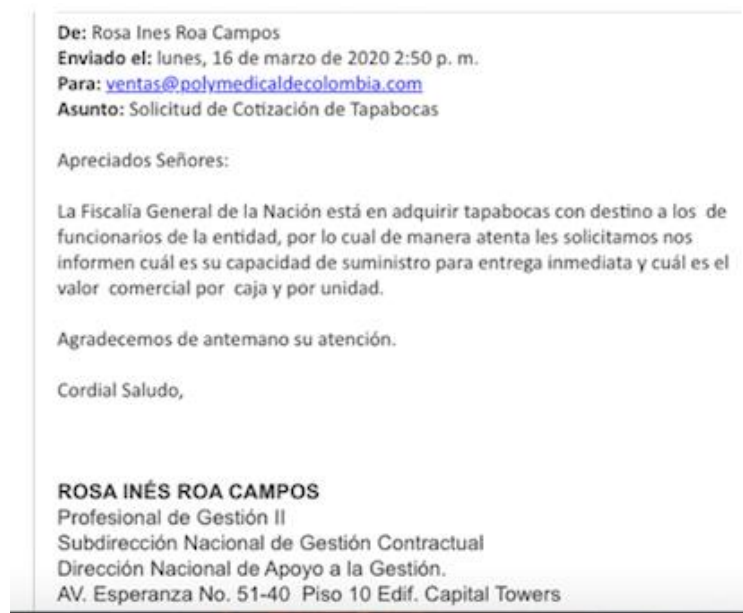 De: Rosa Ines Roa Campos
Enviado el: lunes, 16 de marzo de 2020 2:50 p. m.
Para: ventas@polymedicaldecolombia.com
Asunto: Solicitud de Cotización de Tapabocas
Apreciados Señores:
La Fiscalía General de la Nación está en adquirir tapabocas con destino a los de
funcionarios de la entidad, por lo cual de manera atenta les solicitamos nos
informen cuál es su capacidad de suministro para entrega inmediata y cuál es el
valor comercial por caja y por unidad.
Agradecemos de antemano su atención.
Cordial Saludo,
ROSA INÉS ROA CAMPOS
Profesional de Gestión II
Subdirección Nacional de Gestión Contractual
Dirección Nacional de Apoyo a la Gestión.
AV. Esperanza No. 51-40 Piso 10 Edif. Capital Towers